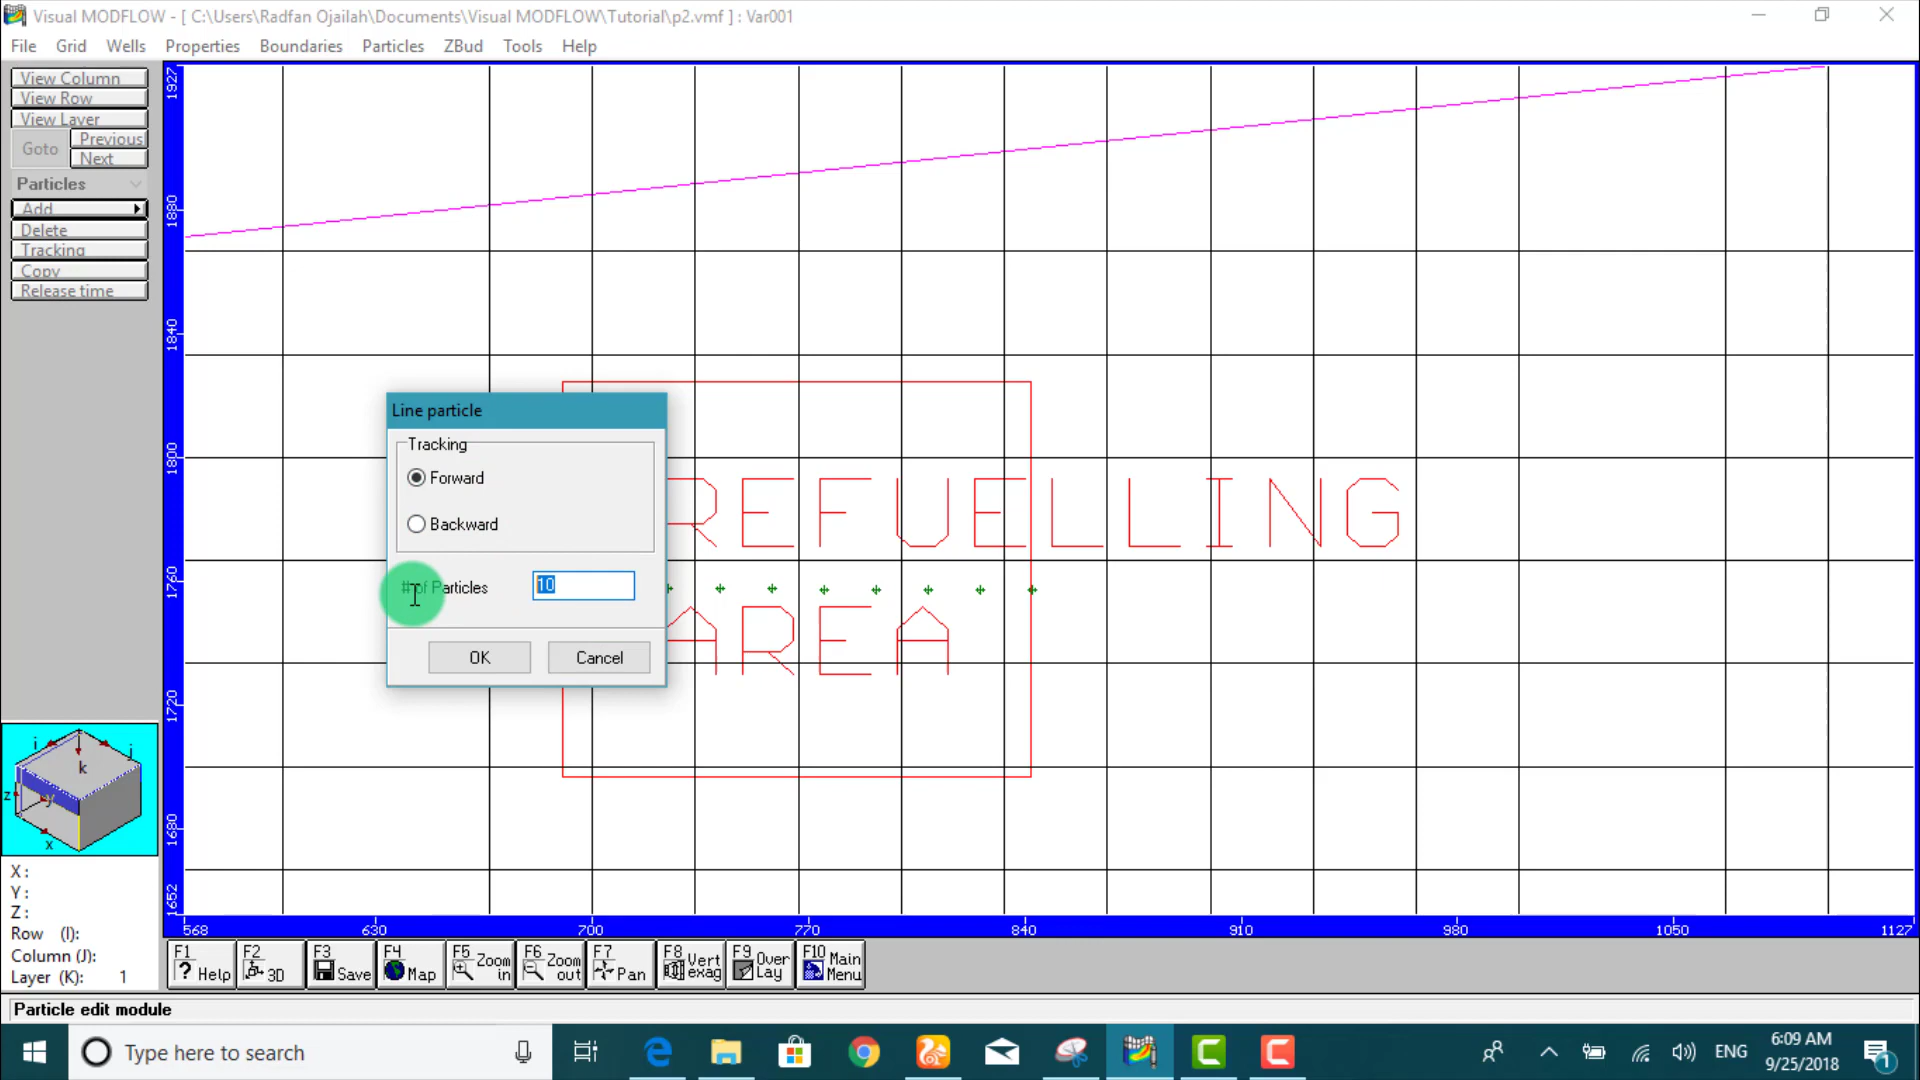 Visual MODFLOW - [ C:\Users\Radfan Ojailah\Documents\Visual MODFLOW\Tutorial\p2.vmf ] : Var001
File Grid Wells Properties Boundaries Particles ZBud Tools Help
View Column
View Row
View Layer
Goto
Previous
Next
Particles
Add
Delete
Tracking
Copy
Release time
1927
1880
1840
1800
1760
1720
1680
1652
Line particle
Tracking
Forward
Backward
# of Particles
10
OK
Cancel
REFUELLING
AREA
i
j
k
z
y
x
X :
Y :
Z :
Row (I):
Column (J):
Layer (K): 1
568 630 700 770 840 910 980 1050 1127
F1 ? Help
F2 3D
F3 Save
F4 Map
F5 Zoom in
F6 Zoom out
F7 Pan
F8 Vert exag
F9 Over Lay
F10 Main Menu
Particle edit module
Type here to search
ENG
6:09 AM
9/25/2018
1